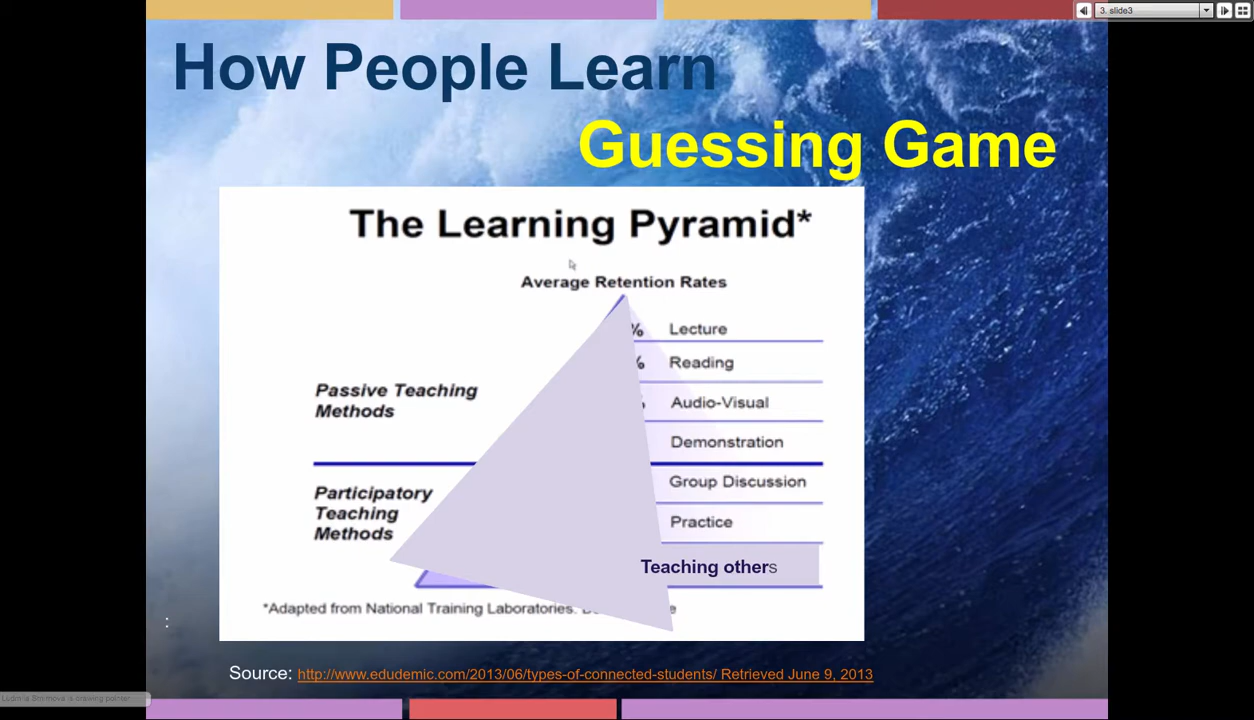 3. slide3
How People Learn
Guessing Game
The Learning Pyramid*
Average Retention Rates
% Lecture
% Reading
Audio-Visual
Passive Teaching
Methods
Demonstration
Group Discussion
Participatory
Teaching
Methods
Practice
Teaching others
*Adapted from National Training Laboratories.
:
Source: http://www.edudemic.com/2013/06/types-of-connected-students/ Retrieved June 9, 2013